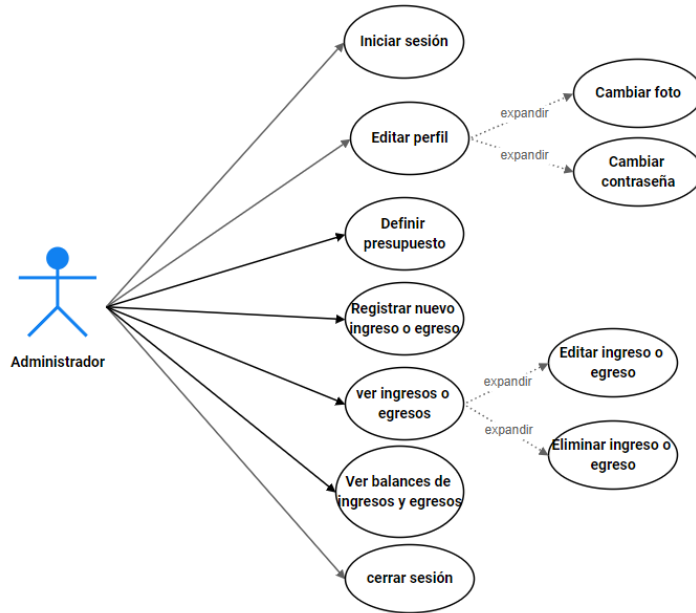 Iniciar sesión
Editar perfil
expandir
Cambiar foto
expandir
Cambiar
contraseña
Definir
presupuesto
Administrador
Registrar nuevo
ingreso o egreso
ver ingresos o
egresos
expandir
Editar ingreso o
egreso
expandir
Eliminar ingreso o
egreso
Ver balances de
ingresos y egresos
cerrar sesión